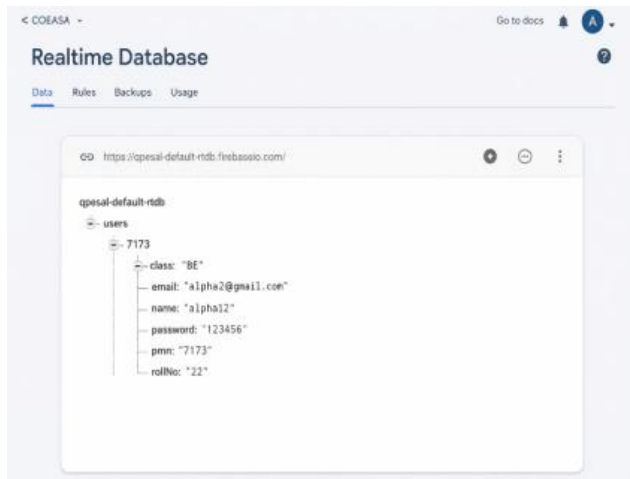 < COEASA
Go to docs
A
Realtime Database
?
Data Rules Backups Usage
https://qpesal-default-rtdb.firebaseio.com/
qpesal-default-rtdb
users
7173
class: "BE"
email: "alpha2@gmail.com"
name: "alpha12"
password: "123456"
pmn: "7173"
rollNo: "22"